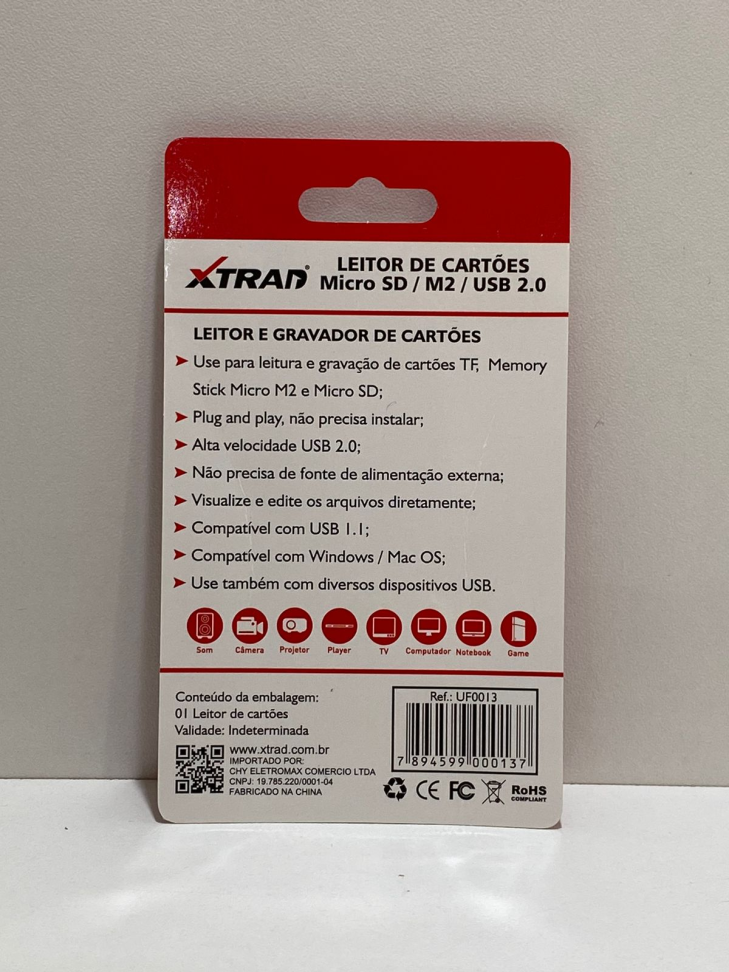 XTRAD®
LEITOR DE CARTÕES
Micro SD / M2 / USB 2.0
LEITOR E GRAVADOR DE CARTÕES
Use para leitura e gravação de cartões TF, Memory
Stick Micro M2 e Micro SD;
Plug and play, não precisa instalar;
Alta velocidade USB 2.0;
Não precisa de fonte de alimentação externa;
Visualize e edite os arquivos diretamente;
Compatível com USB 1.1;
Compatível com Windows / Mac OS;
Use também com diversos dispositivos USB.
Som Câmera Projetor Player TV Computador Notebook Game
Conteúdo da embalagem:
01 Leitor de cartões
Validade: Indeterminada
www.xtrad.com.br
IMPORTADO POR:
CHY ELETROMAX COMERCIO LTDA
CNPJ: 19.785.220/0001-04
FABRICADO NA CHINA
Ref.: UF0013
7 894599 000137
CE FC RoHS
COMPLIANT